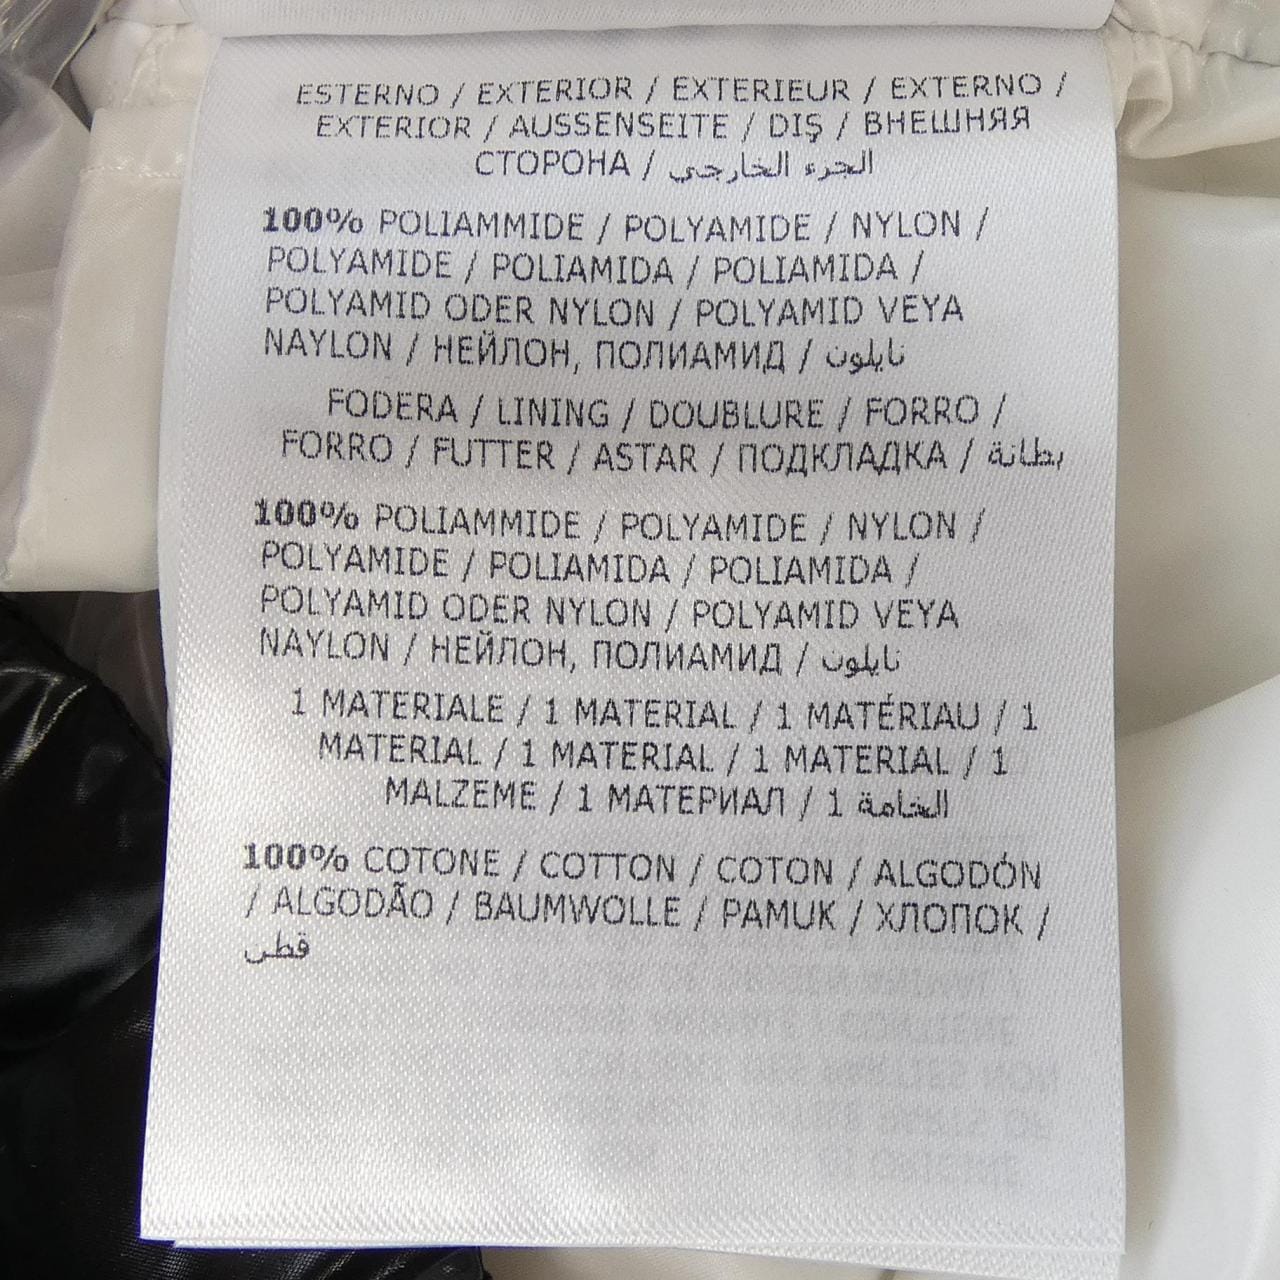 ESTERNO / EXTERIOR / EXTERIEUR / EXTERNO /
EXTERIOR / AUSSENSEITE / DIŞ / ВНЕШНЯЯ
СТОРОНА / الجزء الخارجي
100% POLIAMMIDE / POLYAMIDE / NYLON /
POLYAMIDE / POLIAMIDA / POLIAMIDA /
POLYAMID ODER NYLON / POLYAMID VEYA
NAYLON / НЕЙЛОН, ПОЛИАМИД / نايلون
FODERA / LINING / DOUBLURE / FORRO /
FORRO / FUTTER / ASTAR / ПОДКЛАДКА / بطانة
100% POLIAMMIDE / POLYAMIDE / NYLON /
POLYAMIDE / POLIAMIDA / POLIAMIDA /
POLYAMID ODER NYLON / POLYAMID VEYA
NAYLON / НЕЙЛОН, ПОЛИАМИД / نايلون
1 MATERIALE / 1 MATERIAL / 1 MATÉRIAU / 1
MATERIAL / 1 MATERIAL / 1 MATERIAL / 1
MALZEME / 1 МАТЕРИАЛ / 1 الخامة
100% COTONE / COTTON / COTON / ALGODÓN
/ ALGODÃO / BAUMWOLLE / PAMUK / ХЛОПОК /
قطن